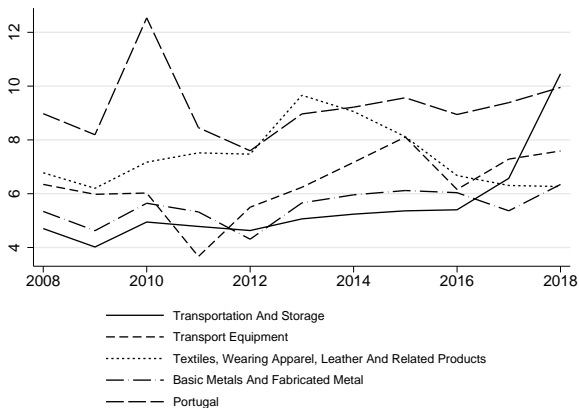 12
10
8
6
4
2008 2010 2012 2014 2016 2018
Transportation And Storage
Transport Equipment
Textiles, Wearing Apparel, Leather And Related Products
Basic Metals And Fabricated Metal
Portugal